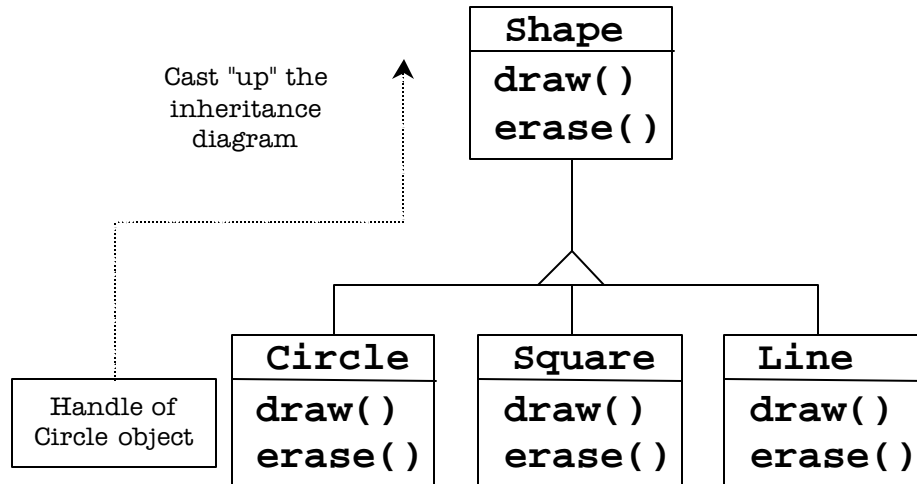 Shape
draw()
erase()
Cast "up" the
inheritance
diagram
Handle of
Circle object
Circle
draw()
erase()
Square
draw()
erase()
Line
draw()
erase()